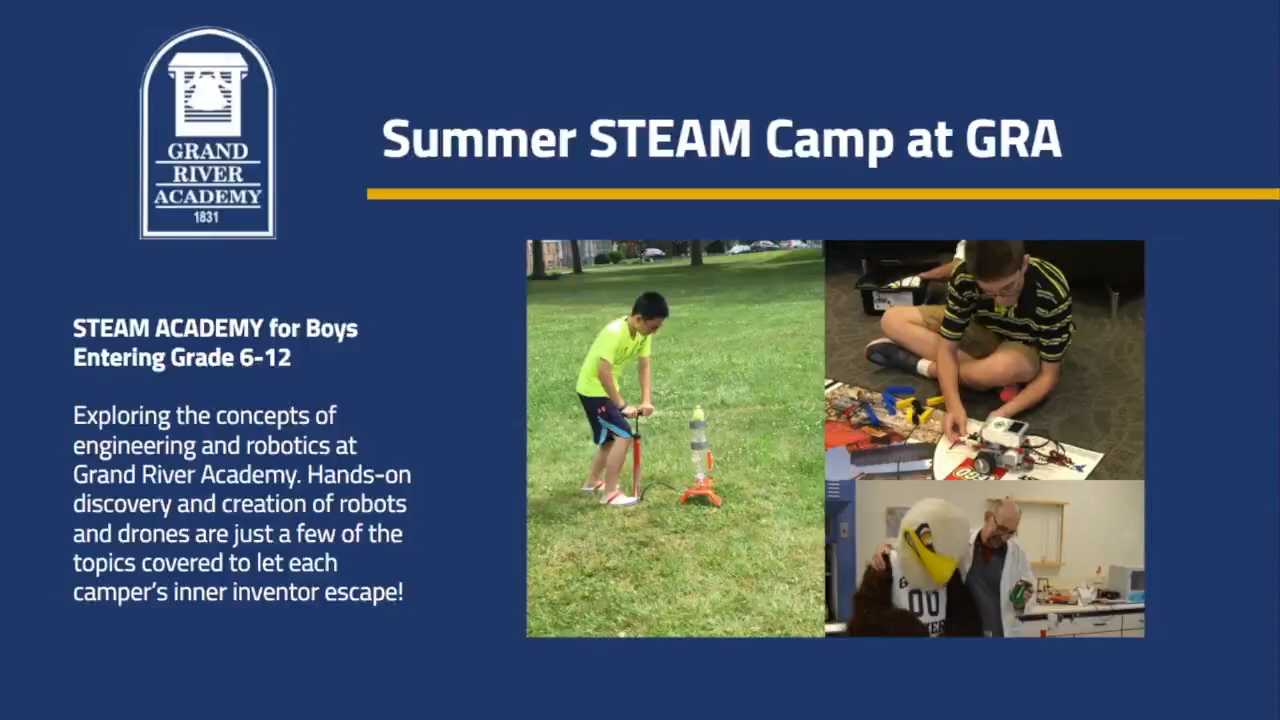 GRAND
RIVER
ACADEMY
1831
Summer STEAM Camp at GRA
STEAM ACADEMY for Boys
Entering Grade 6-12
Exploring the concepts of
engineering and robotics at
Grand River Academy. Hands-on
discovery and creation of robots
and drones are just a few of the
topics covered to let each
camper's inner inventor escape!
00